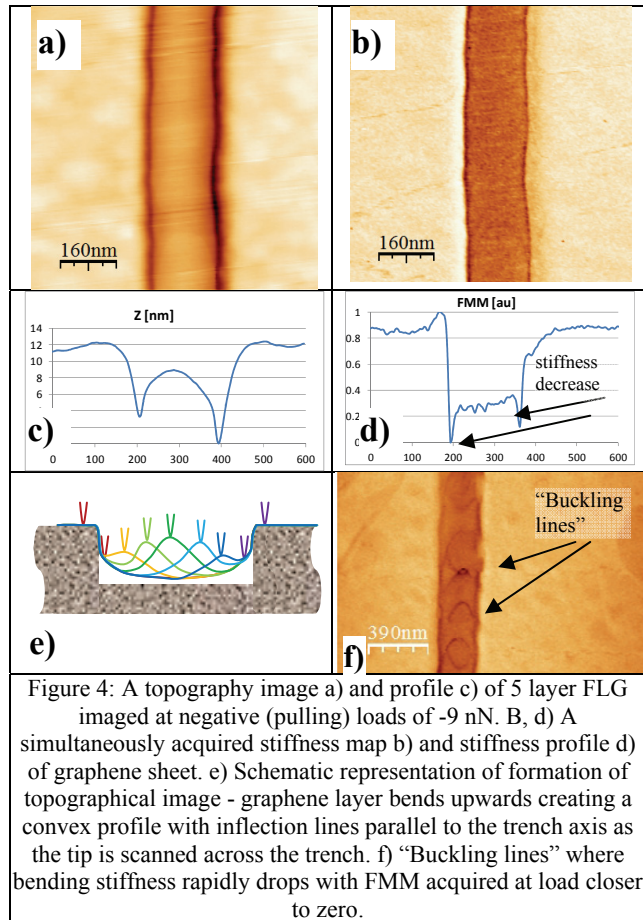 a)
160nm
b)
160nm
Z [nm]
14
12
10
8
6
4
2
0
0 100 200 300 400 500 600
c)
FMM [au]
1
0.8
0.6
0.4
0.2
0
0 100 200 300 400 500 600
stiffness
decrease
d)
e)
“Buckling
lines”
390nm
f)
Figure 4: A topography image a) and profile c) of 5 layer FLG
imaged at negative (pulling) loads of -9 nN. B, d) A
simultaneously acquired stiffness map b) and stiffness profile d)
of graphene sheet. e) Schematic representation of formation of
topographical image - graphene layer bends upwards creating a
convex profile with inflection lines parallel to the trench axis as
the tip is scanned across the trench. f) “Buckling lines” where
bending stiffness rapidly drops with FMM acquired at load closer
to zero.